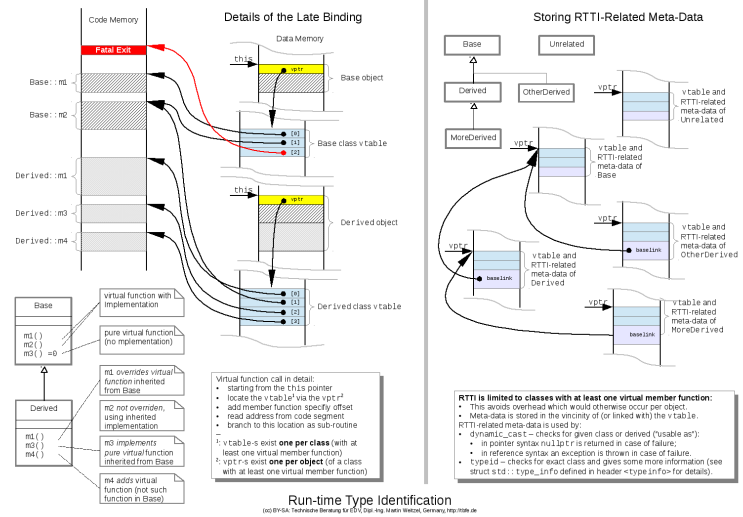 Code Memory
Details of the Late Binding
Data Memory
Fatal Exit
this
vptr
Base object
Base::m1
Base::m2
[0]
[1]
[2]
Base class vtable
Derived::m1
this
vptr
Derived::m3
Derived object
Derived::m4
[0]
[1]
[2]
[3]
Derived class vtable
Base
m1()
m2()
m3() =0
virtual function with
implementation
pure virtual function
(no mplementation)
Derived
m1()
m3()
m4()
m1 overrides virtual
function inherited
from Base
m2 not overriden,
using inherited
implementation
m3 implements
pure virtual function
inherited from Base
m4 adds virtual
function (not such
function in Base)
Virtual function call in detail:
• starting from the this pointer
• locate the vtable¹ via the vptr²
• add member function specifiy offset
• read address from code segment
• branch to this location as sub-routine
—
¹: vtable-s exist one per class (with at
least one virtual member function)
²: vptr-s exist one per object (of a class
with at least one virtual member function)
Storing RTTI-Related Meta-Data
Base
Unrelated
Derived
OtherDerived
MoreDerived
vptr
vtable and
RTTI-related
meta-data of
Unrelated
vptr
vtable and
RTTI-related
meta-data of
Base
vptr
baselink
vtable and
RTTI-related
meta-data of
OtherDerived
vptr
baselink
vtable and
RTTI-related
meta-data of
Derived
vptr
baselink
vtable and
RTTI-related
meta-data of
MoreDerived
RTTi is limited to classes with at least one virtual member function:
• This avoids overhead which would otherwise occure per object.
• Meta-data is stored in the vincinity of (or linked with) the vtable.
RTTI-related meta-data is used by:
• dynamic_cast – checks for given class or derived ("usable as"):
• in pointer syntax nullptr is returned in case of failure;
• in reference syntax an exception is thrown in case of failure.
• typeid – checks for exact class and gives some more information (see
struct std::type_info defined in header <typeinfo> for details).
Run-time Type Identification
(cc) BY-SA: Technische Beratung für EDV, Dipl.-Ing. Martin Weitzel, Germany, http://tbfe.de